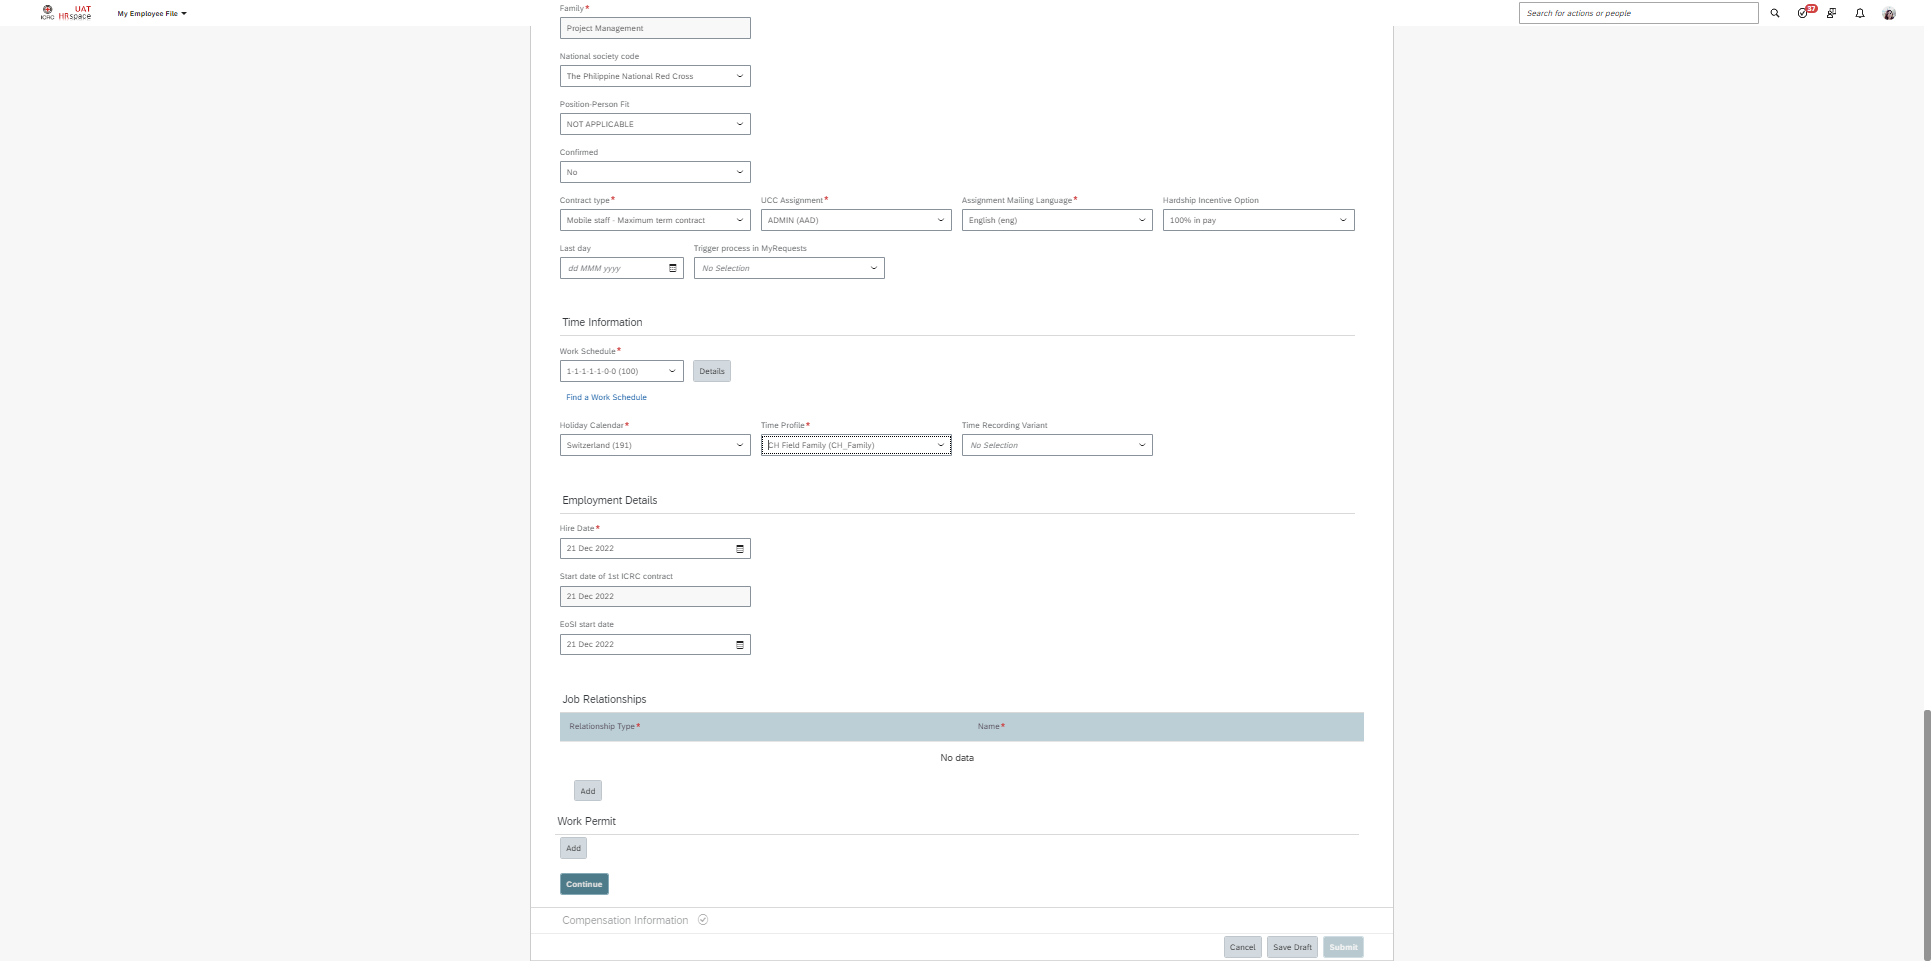 ICRC UAT HRspace My Employee File Search for actions or people 37
Family*
Project Management
National society code
The Philippine National Red Cross
Position-Person Fit
NOT APPLICABLE
Confirmed
No
Contract type* UCC Assignment* Assignment Mailing Language* Hardship Incentive Option
Mobile staff - Maximum term contract ADMIN (AAD) English (eng) 100% in pay
Last day Trigger process in MyRequests
dd MMM yyyy No Selection
Time Information
Work Schedule*
1-1-1-1-1-0-0 (100) Details
Find a Work Schedule
Holiday Calendar* Time Profile* Time Recording Variant
Switzerland (191) CH Field Family (CH_Family) No Selection
Employment Details
Hire Date*
21 Dec 2022
Start date of 1st ICRC contract
21 Dec 2022
EoSI start date
21 Dec 2022
Job Relationships
Relationship Type* Name*
No data
Add
Work Permit
Add
Continue
Compensation Information
Cancel Save Draft Submit